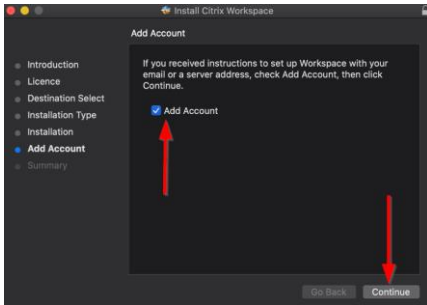 Install Citrix Workspace
Add Account
Introduction
Licence
Destination Select
Installation Type
Installation
Add Account
Summary
If you received instructions to set up Workspace with your
email or a server address, check Add Account, then click
Continue.
Add Account
Go Back
Continue